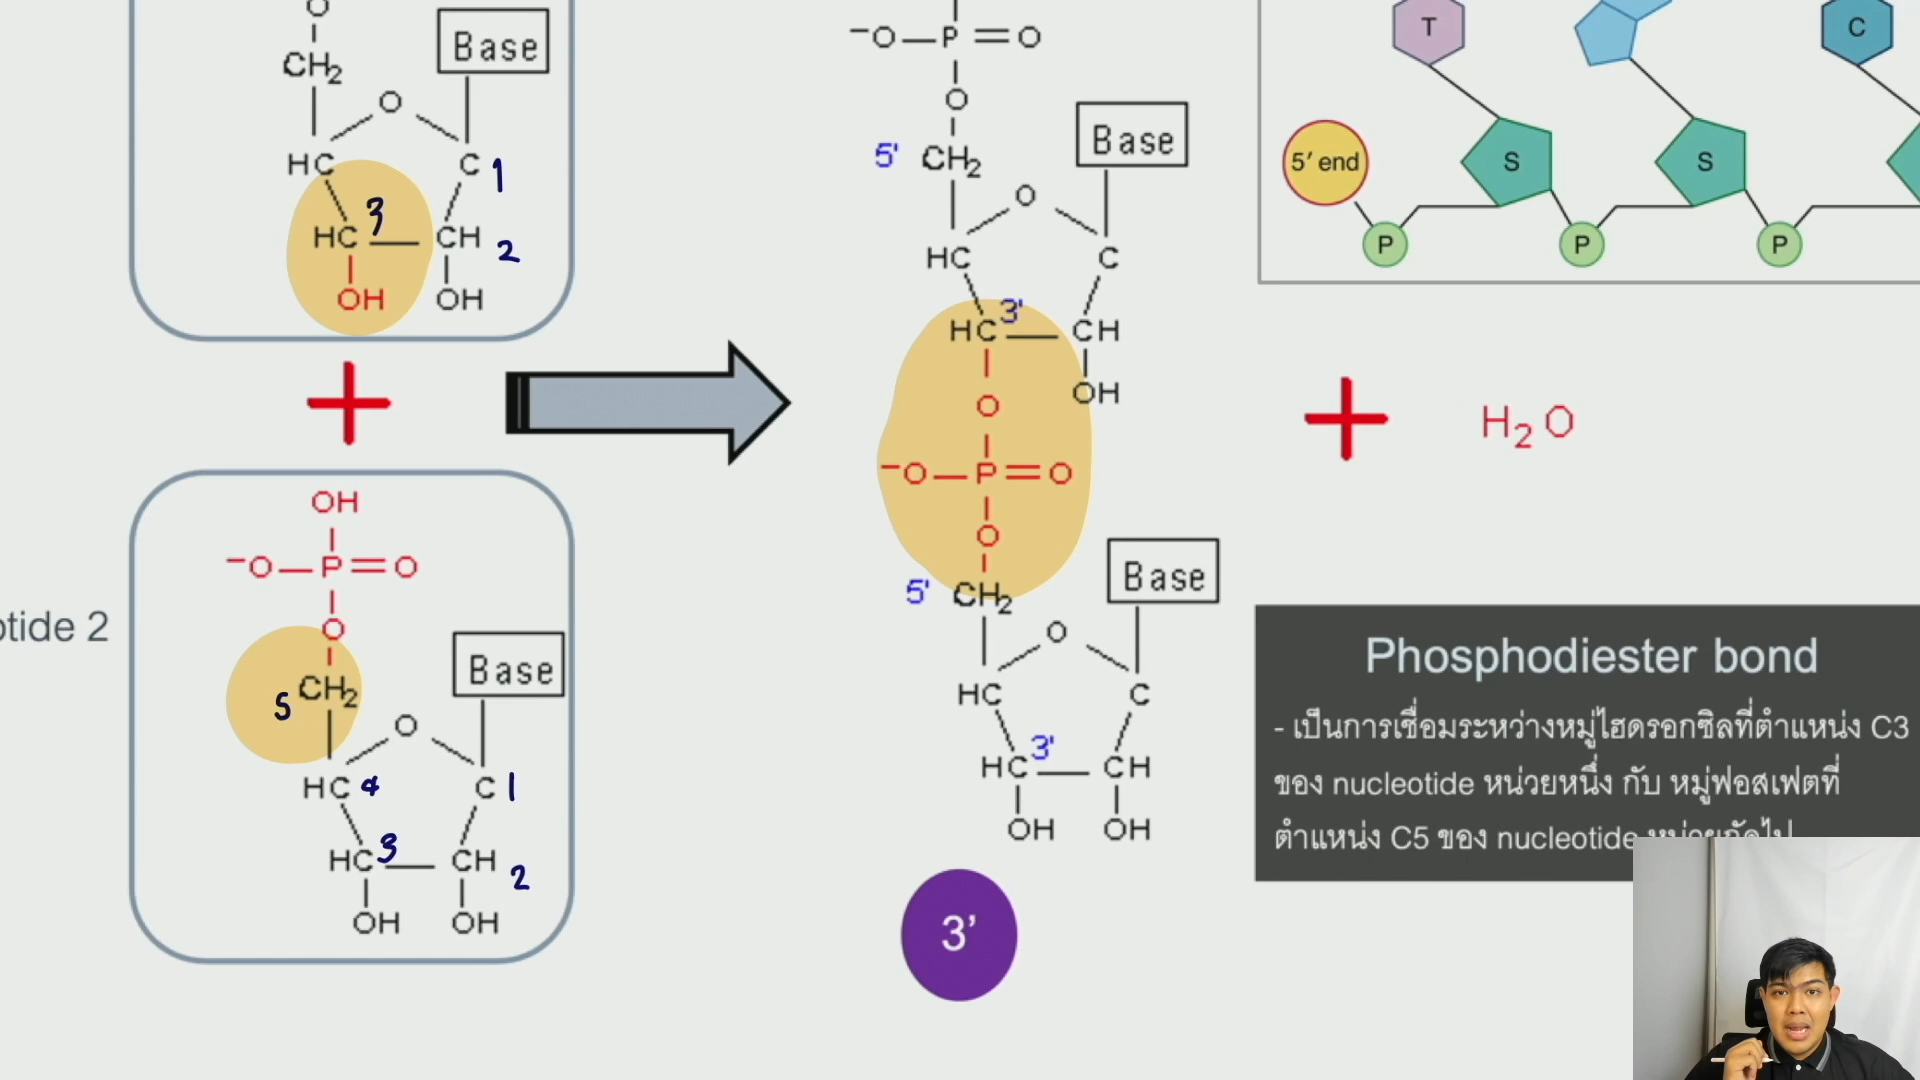 O
CH2
Base
O
HC
C 1
3
HC
CH 2
OH
OH
OH
-O
P
O
O
5 CH2
Base
O
HC 4
C 1
HC 3
CH 2
OH
OH
otide 2
-O
P
O
O
5' CH2
Base
O
HC
C
3'
HC
CH
O
OH
-O
P
O
O
5' CH2
Base
O
HC
C
3'
HC
CH
OH
OH
3’
T
C
5’ end
S
S
P
P
P
H2O
Phosphodiester bond
- เป็นการเชื่อมระหว่างหมู่ไฮดรอกซิลที่ตำแหน่ง C3
ของ nucleotide หน่วยหนึ่ง กับ หมู่ฟอสเฟตที่
ตำแหน่ง C5 ของ nucleotide หน่วยถัดไป